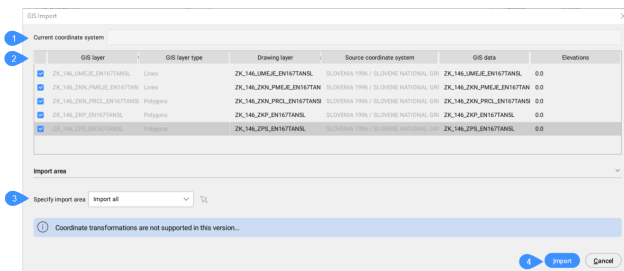 GIS Import
1 Current coordinate system
2 GIS layer GIS layer type Drawing layer Source coordinate system GIS data Elevations
ZK_146_UMEJE_EN167TANSL Lines ZK_146_UMEJE_EN167TANSL SLOVENIA 1996 / SLOVENE NATIONAL GRI ZK_146_UMEJE_EN167TANSL 0.0
ZK_146_ZKN_PMEJE_EN167TAN Lines ZK_146_ZKN_PMEJE_EN167TAN SLOVENIA 1996 / SLOVENE NATIONAL GRI ZK_146_ZKN_PMEJE_EN167TAN 0.0
ZK_146_ZKN_PRCL_EN167TANSI Polygons ZK_146_ZKN_PRCL_EN167TANSI SLOVENIA 1996 / SLOVENE NATIONAL GRI ZK_146_ZKN_PRCL_EN167TANSI 0.0
ZK_146_ZKP_EN167TANSL Polygons ZK_146_ZKP_EN167TANSL SLOVENIA 1996 / SLOVENE NATIONAL GRI ZK_146_ZKP_EN167TANSL 0.0
ZK_146_ZPS_EN167TANSL Polygons ZK_146_ZPS_EN167TANSL SLOVENIA 1996 / SLOVENE NATIONAL GRI ZK_146_ZPS_EN167TANSL 0.0
Import area
3 Specify import area Import all
Coordinate transformations are not supported in this version...
4 Import Cancel